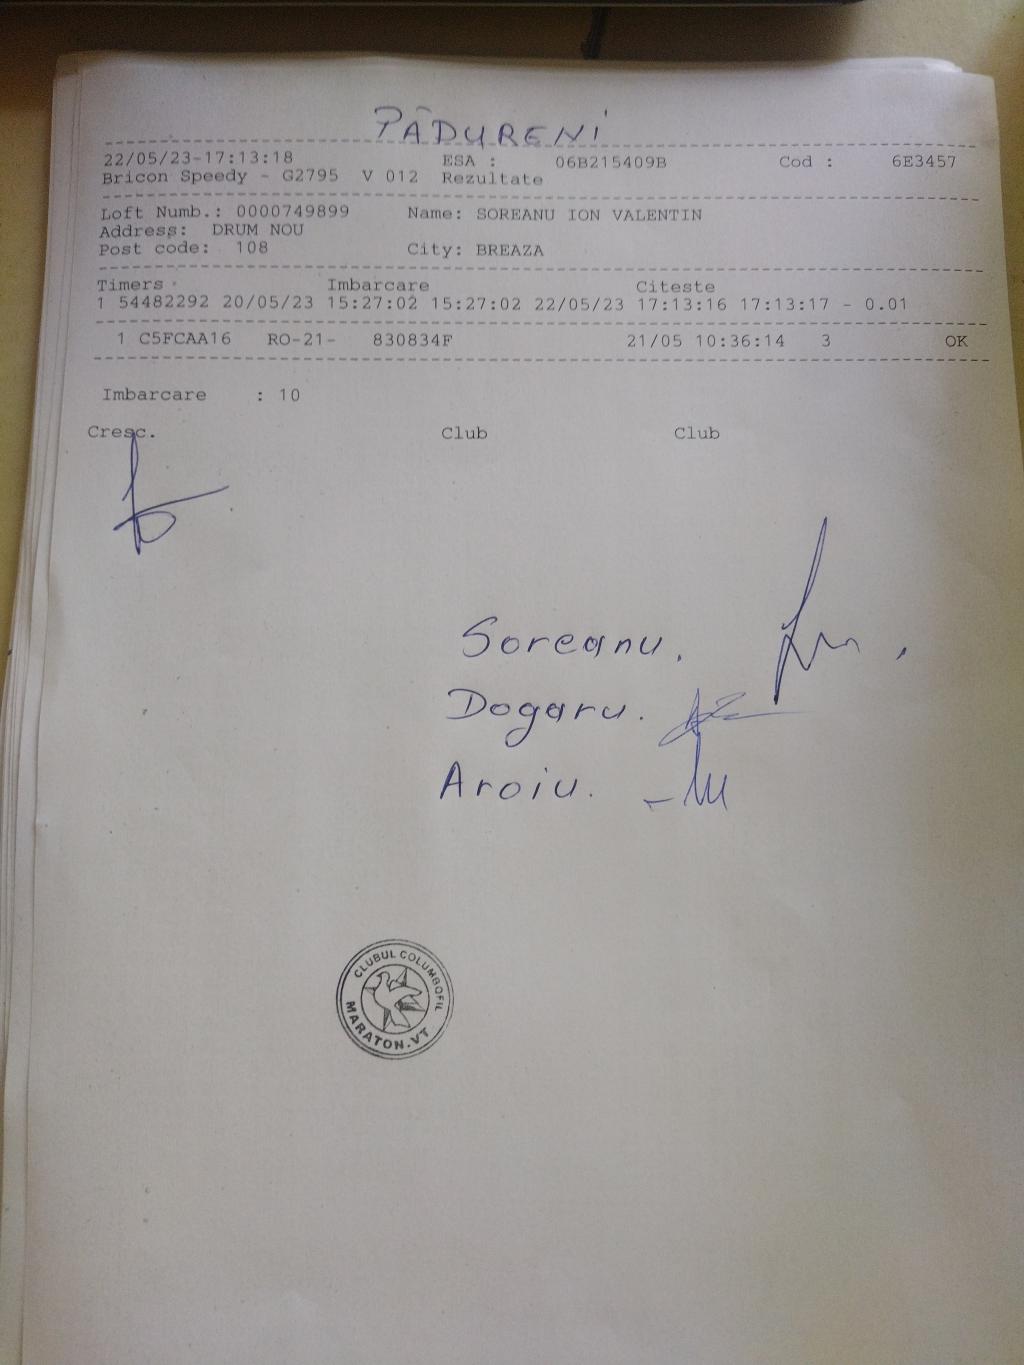 PĂDURENI
22/05/23-17:13:18 ESA : 06B215409B Cod : 6E3457
Bricon Speedy - G2795 V 012 Rezultate
Loft Numb.: 0000749899 Name: SOREANU ION VALENTIN
Address: DRUM NOU
Post code: 108 City: BREAZA
Timers Imbarcare Citeste
1 54482292 20/05/23 15:27:02 15:27:02 22/05/23 17:13:16 17:13:17 - 0.01
1 C5FCAA16 RO-21- 830834F 21/05 10:36:14 3 OK
Imbarcare : 10
Cresc. Club Club
Soreanu.
Dogaru.
Aroiu.
CLUBUL COLUMBOFIL
MARATON.VT